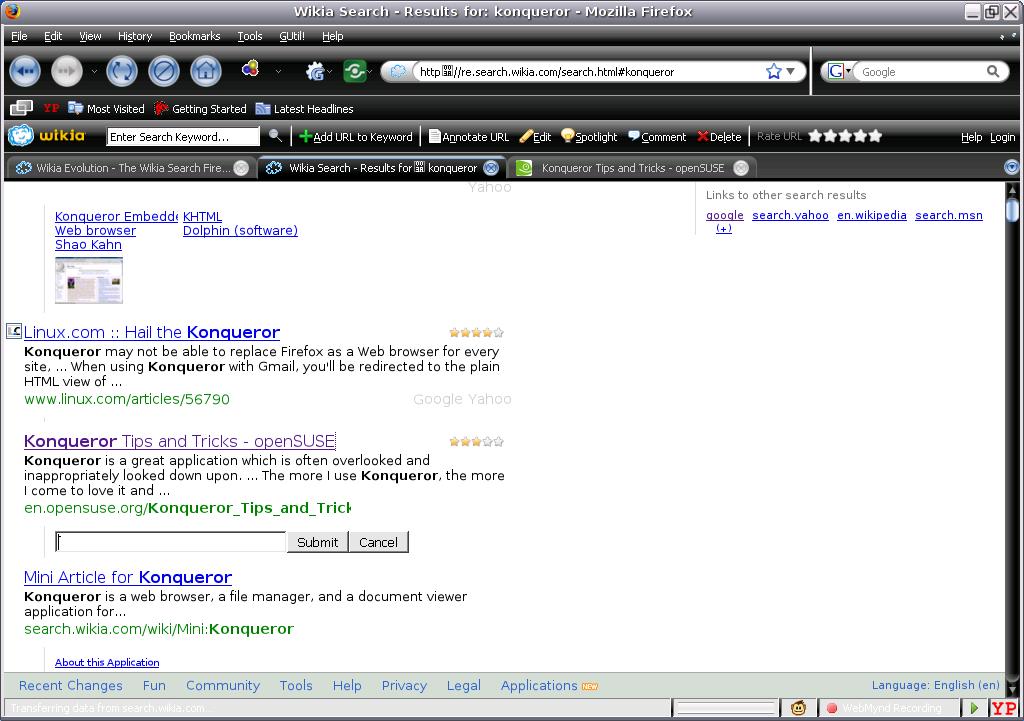 Wikia Search - Results for: konqueror - Mozilla Firefox
File Edit View History Bookmarks Tools GUtil! Help
http://re.search.wikia.com/search.html#konqueror
G Google
YP Most Visited Getting Started Latest Headlines
wikia Enter Search Keyword... Add URL to Keyword Annotate URL Edit Spotlight Comment Delete Rate URL Help Login
Wikia Evolution - The Wikia Search Fire... Wikia Search - Results for: konqueror Konqueror Tips and Tricks - openSUSE
Yahoo
Links to other search results
google search.yahoo en.wikipedia search.msn
(+)
Konqueror Embedde KHTML
Web browser Dolphin (software)
Shao Kahn
Linux.com :: Hail the Konqueror
Konqueror may not be able to replace Firefox as a Web browser for every
site, ... When using Konqueror with Gmail, you'll be redirected to the plain
HTML view of ...
www.linux.com/articles/56790 Google Yahoo
Konqueror Tips and Tricks - openSUSE
Konqueror is a great application which is often overlooked and
inappropriately looked down upon. ... The more I use Konqueror, the more
I come to love it and ...
en.opensuse.org/Konqueror_Tips_and_Trick
Submit Cancel
Mini Article for Konqueror
Konqueror is a web browser, a file manager, and a document viewer
application for...
search.wikia.com/wiki/Mini:Konqueror
About this Application
Recent Changes Fun Community Tools Help Privacy Legal Applications NEW Language: English (en)
Transferring data from search.wikia.com... WebMynd Recording YP